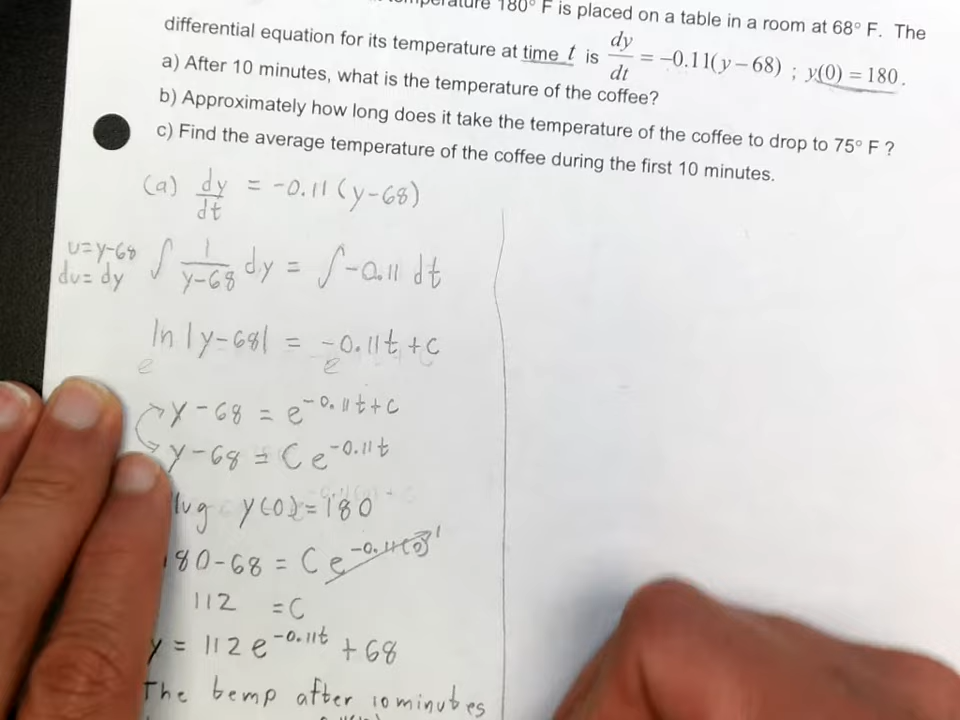 180° F is placed on a table in a room at 68° F. The
differential equation for its temperature at time t is dy/dt = -0.11(y-68) ; y(0) = 180.
a) After 10 minutes, what is the temperature of the coffee?
b) Approximately how long does it take the temperature of the coffee to drop to 75° F ?
c) Find the average temperature of the coffee during the first 10 minutes.
(a) dy/dt = -0.11 (y-68)
u=y-68
du=dy
∫ 1/(y-68) dy = ∫-0.11 dt
ln |y-68| = -0.11t +c
e e
y-68 = e^(-0.11t+c)
y-68 = Ce^(-0.11t)
y(0)=180
80-68 = Ce^(-0.11(0)) 1
112 =C
y = 112e^(-0.11t) +68
The temp after 10 minutes